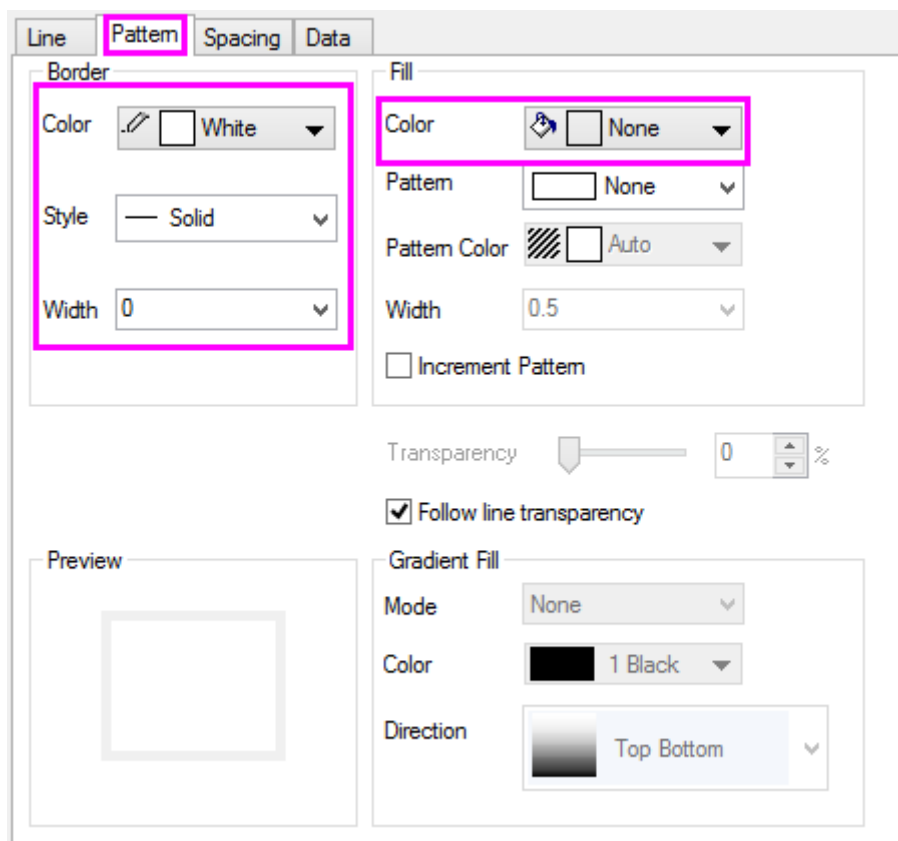 Line Pattern Spacing Data
Border
Color White
Style Solid
Width 0
Fill
Color None
Pattern None
Pattern Color Auto
Width 0.5
Increment Pattern
Transparency 0 %
Follow line transparency
Preview
Gradient Fill
Mode None
Color 1 Black
Direction Top Bottom